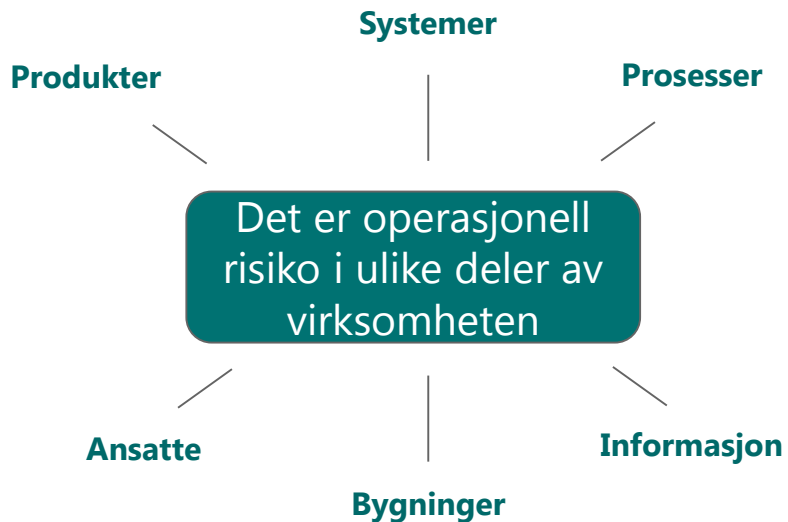 Systemer
Produkter
Prosesser
Det er operasjonell
risiko i ulike deler av
virksomheten
Ansatte
Informasjon
Bygninger